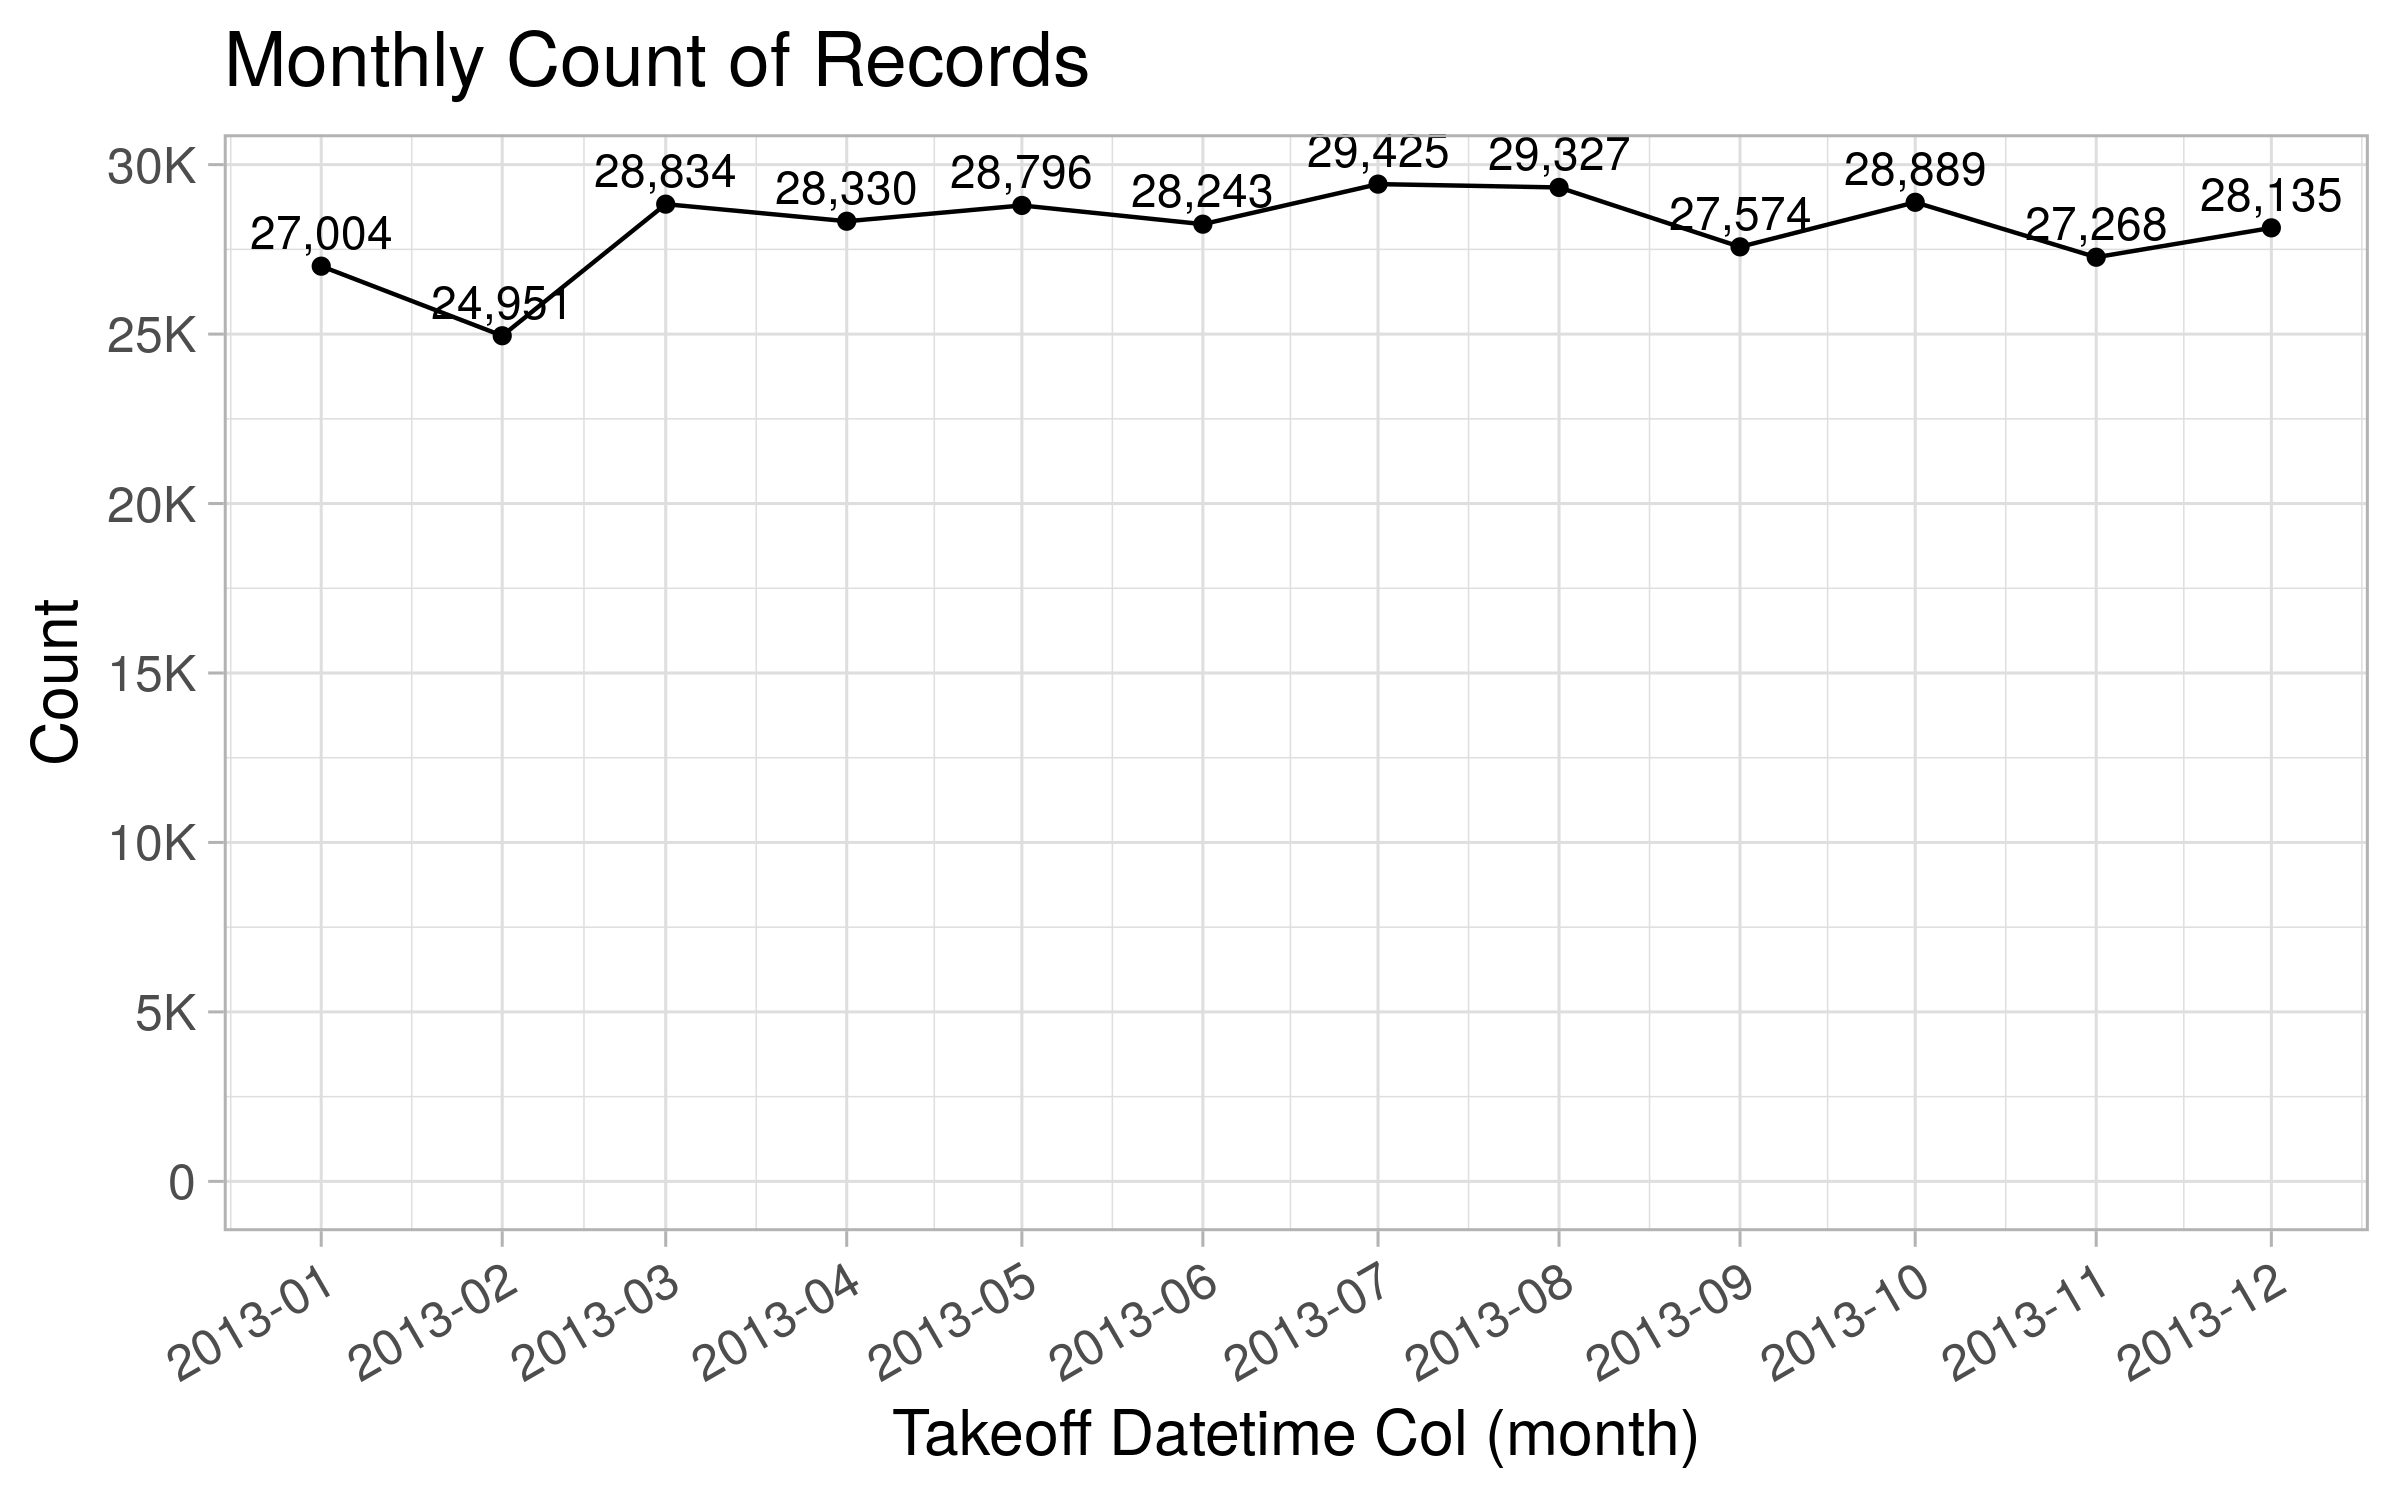 Monthly Count of Records
30K
25K
20K
15K
10K
5K
0
Count
27,004
24,951
28,834
28,330
28,796
28,243
29,425
29,327
27,574
28,889
27,268
28,135
2013-01
2013-02
2013-03
2013-04
2013-05
2013-06
2013-07
2013-08
2013-09
2013-10
2013-11
2013-12
Takeoff Datetime Col (month)